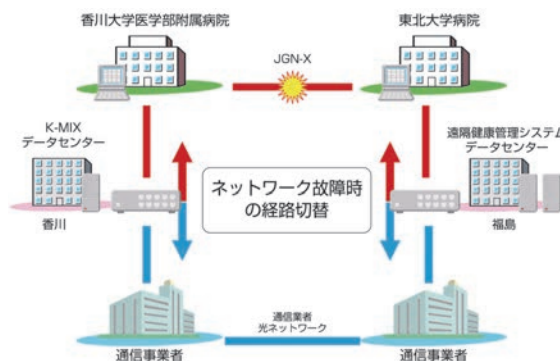 香川大学医学部附属病院
東北大学病院
JGN-X
K-MIX
データセンター
遠隔健康管理システム
データセンター
ネットワーク故障時
の経路切替
香川
福島
通信業者
光ネットワーク
通信事業者
通信事業者